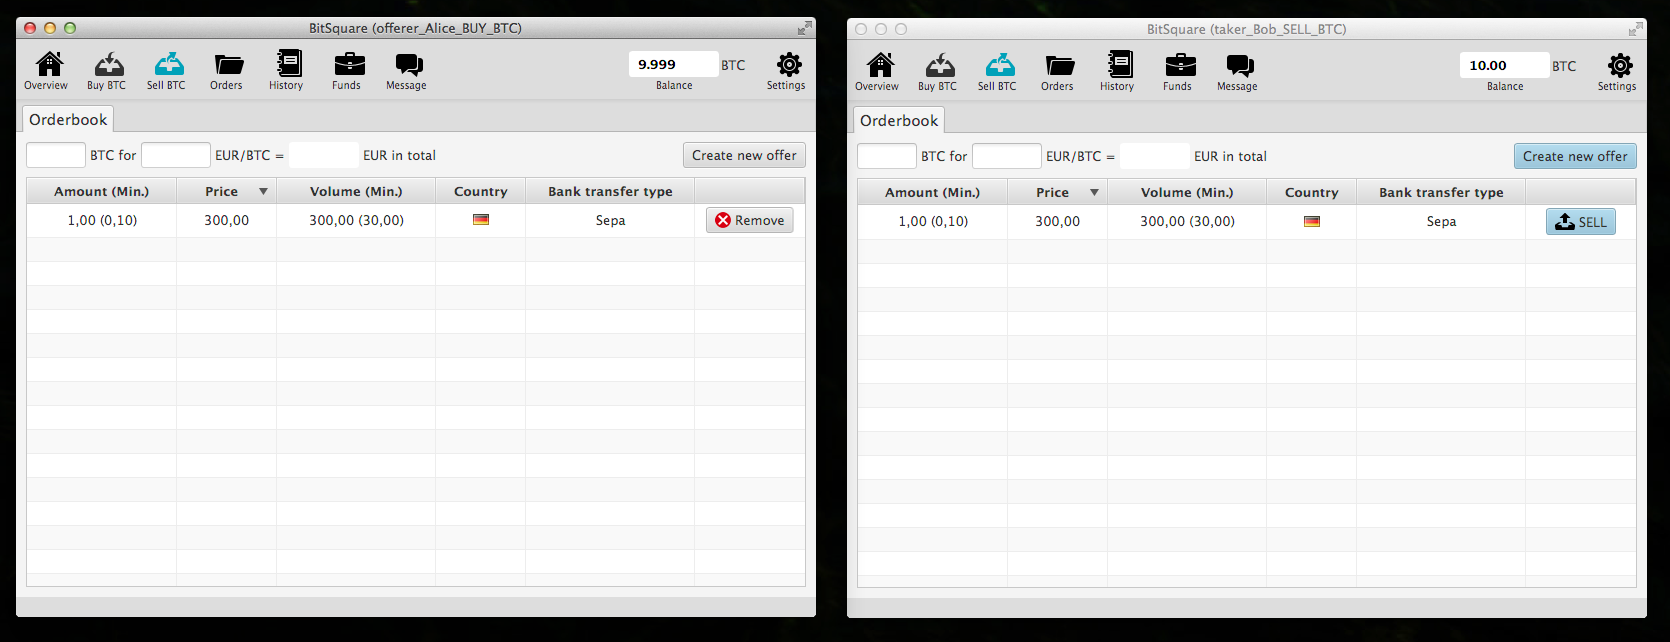 BitSquare (offerer_Alice_BUY_BTC)
9.999 BTC
Overview Buy BTC Sell BTC Orders History Funds Message Balance Settings
Orderbook
BTC for EUR/BTC = EUR in total Create new offer
Amount (Min.) Price Volume (Min.) Country Bank transfer type
1,00 (0,10) 300,00 300,00 (30,00) Sepa Remove
BitSquare (taker_Bob_SELL_BTC)
10.00 BTC
Overview Buy BTC Sell BTC Orders History Funds Message Balance Settings
Orderbook
BTC for EUR/BTC = EUR in total Create new offer
Amount (Min.) Price Volume (Min.) Country Bank transfer type
1,00 (0,10) 300,00 300,00 (30,00) Sepa SELL